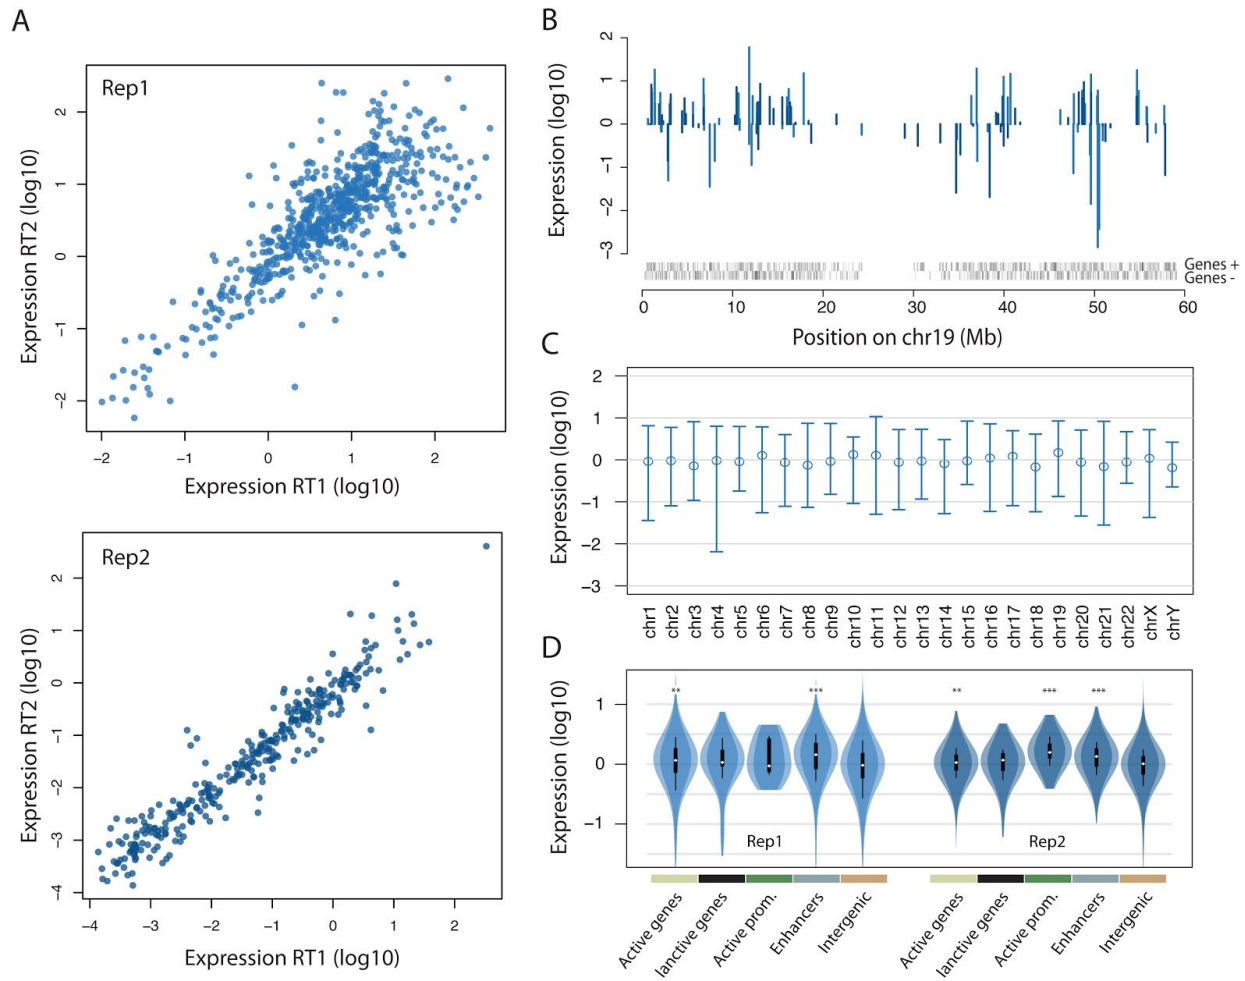 A
Rep1
Expression RT2 (log10)
2
1
0
−1
−2
−2
−1
0
1
2
Expression RT1 (log10)
Rep2
Expression RT2 (log10)
2
1
0
−1
−2
−3
−4
−4
−3
−2
−1
0
1
2
Expression RT1 (log10)
B
Expression (log10)
2
1
0
−1
−2
−3
Genes +
Genes -
0
10
20
30
40
50
60
Position on chr19 (Mb)
C
Expression (log10)
2
1
0
−1
−2
−3
chr1
chr2
chr3
chr4
chr5
chr6
chr7
chr8
chr9
chr10
chr11
chr12
chr13
chr14
chr15
chr16
chr17
chr18
chr19
chr20
chr21
chr22
chrX
chrY
D
Expression (log10)
1
0
−1
**
***
**
***
***
Rep1
Rep2
Active genes
Ianctive genes
Active prom.
Enhancers
Intergenic
Active genes
Ianctive genes
Active prom.
Enhancers
Intergenic